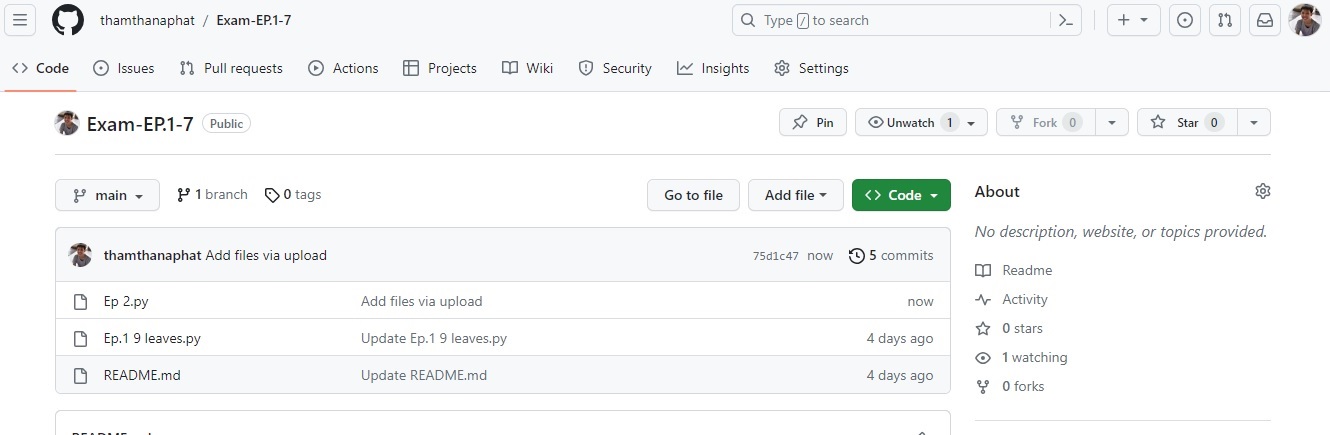 thamthanaphat / Exam-EP.1-7 Type / to search
Code Issues Pull requests Actions Projects Wiki Security Insights Settings
Exam-EP.1-7 Public Pin Unwatch 1 Fork 0 Star 0
main 1 branch 0 tags Go to file Add file Code
About
No description, website, or topics provided.
thamthanaphat Add files via upload 75d1c47 now 5 commits
Readme
Ep 2.py Add files via upload now
Activity
Ep.1 9 leaves.py Update Ep.1 9 leaves.py 4 days ago
0 stars
1 watching
README.md Update README.md 4 days ago
0 forks